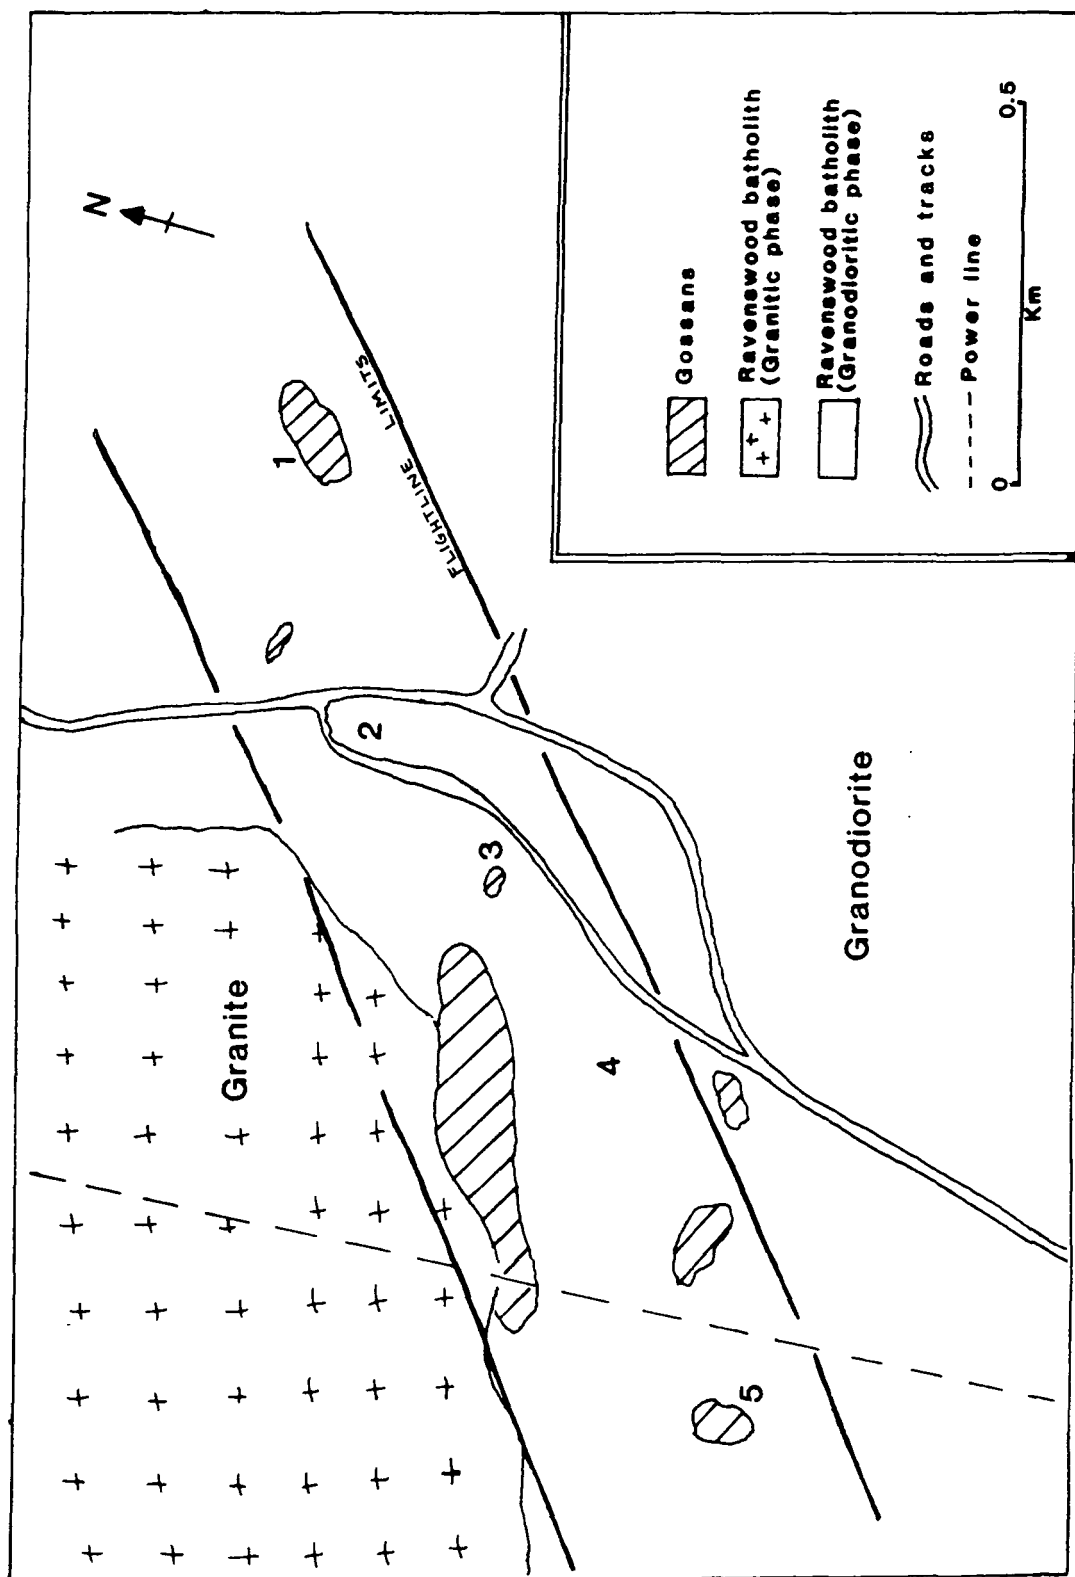 N
1
FLIGHTLINE LIMITS
2
3
Granite
4
5
Granodiorite
Gossans
Ravenswood batholith
(Granitic phase)
Ravenswood batholith
(Granodioritic phase)
Roads and tracks
Power line
0
0.5
Km